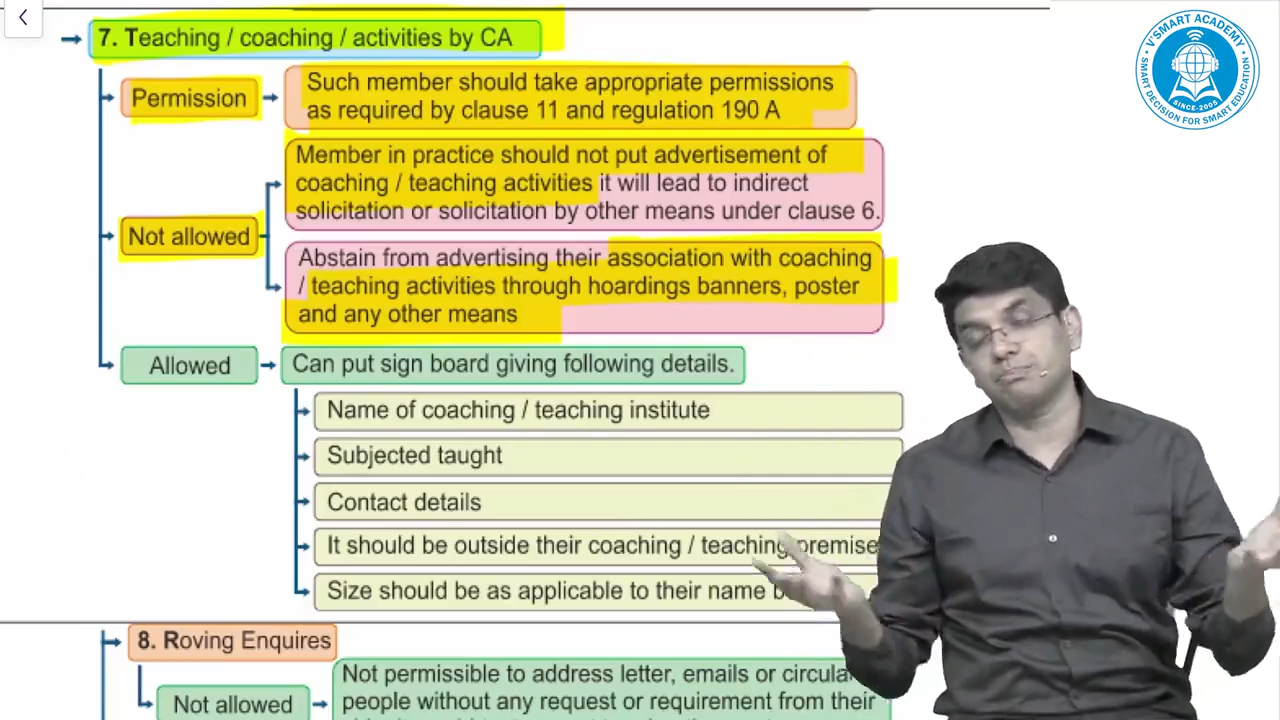 7. Teaching / coaching / activities by CA
Permission
Such member should take appropriate permissions
as required by clause 11 and regulation 190 A
Not allowed
Member in practice should not put advertisement of
coaching / teaching activities it will lead to indirect
solicitation or solicitation by other means under clause 6.
Abstain from advertising their association with coaching
/ teaching activities through hoardings banners, poster
and any other means
Allowed
Can put sign board giving following details.
Name of coaching / teaching institute
Subjected taught
Contact details
It should be outside their coaching / teaching premise
Size should be as applicable to their name
8. Roving Enquires
Not allowed
Not permissible to address letter, emails or
people without any request or requirement from their
V'SMART ACADEMY
SINCE-2005
SMART DECISION FOR SMART EDUCATION